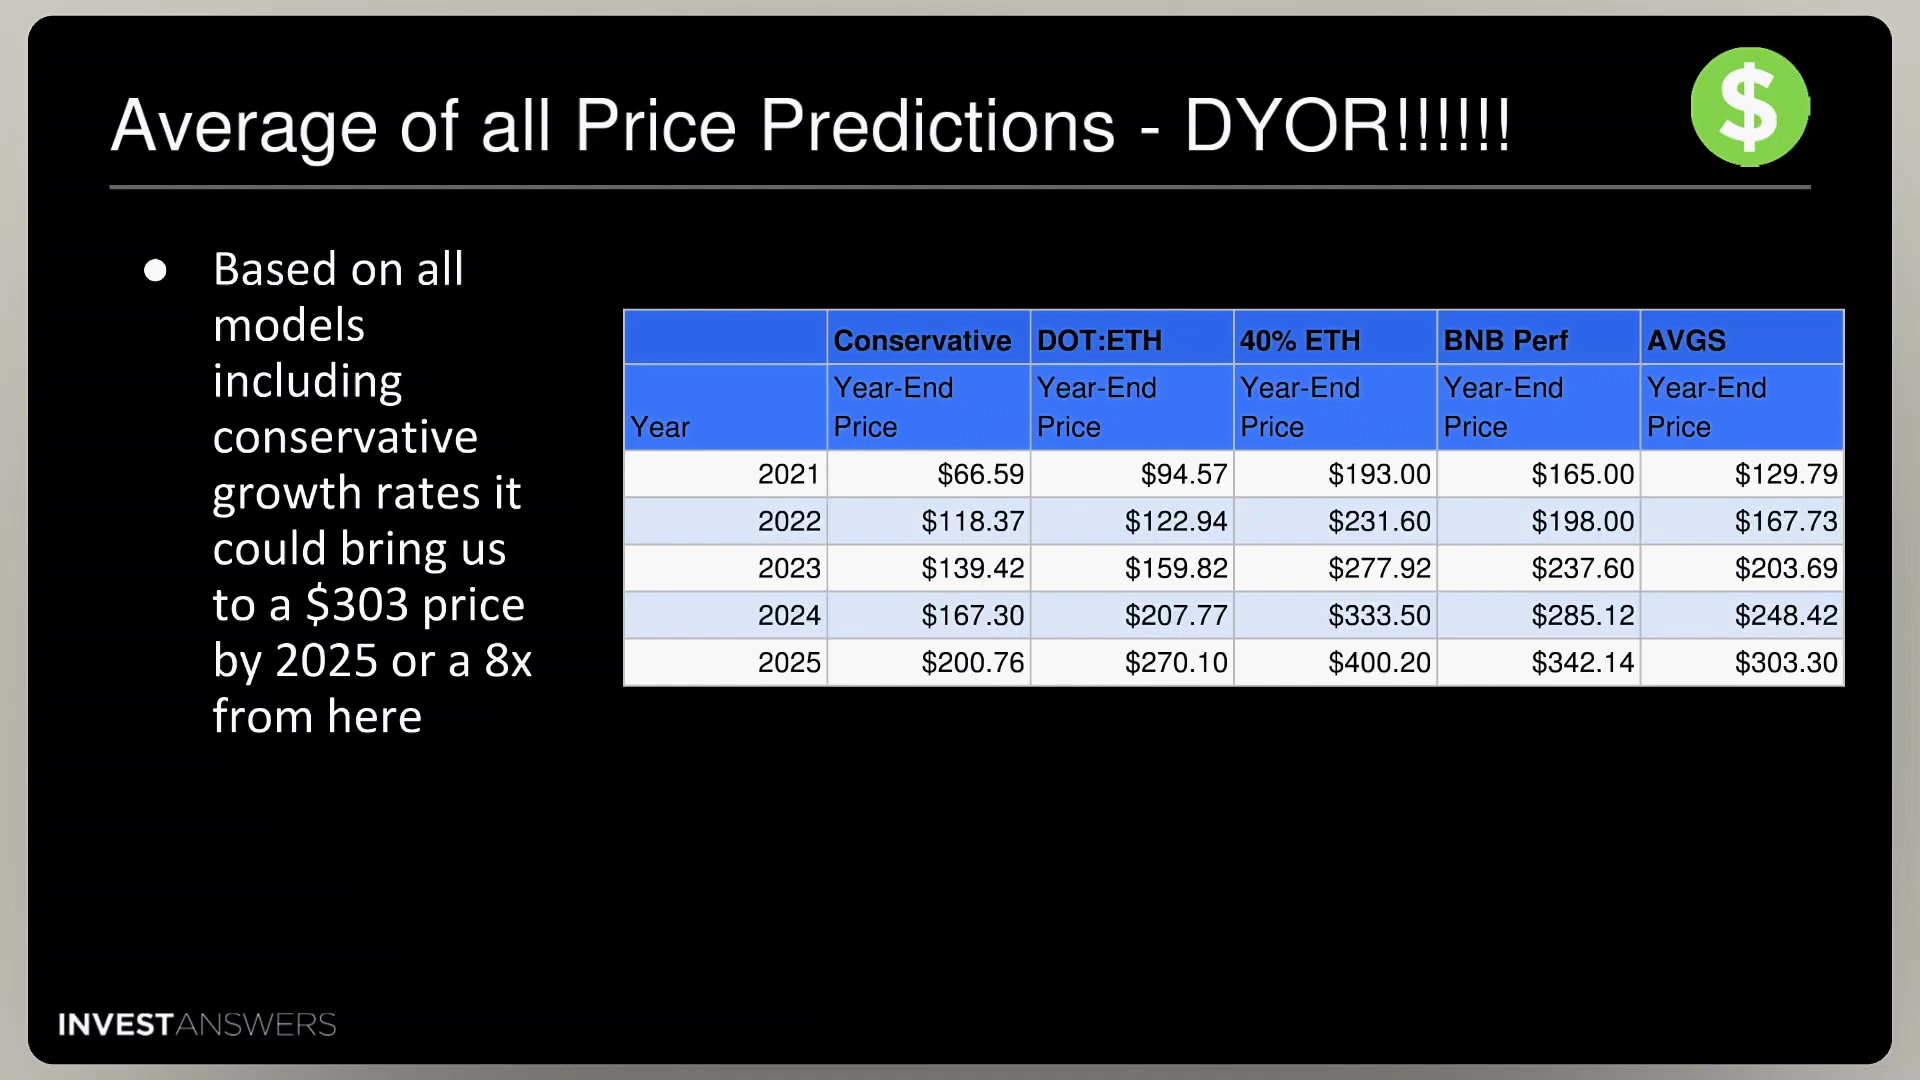 Average of all Price Predictions - DYOR!!!!!!
$
● Based on all
models
including
conservative
growth rates it
could bring us
to a $303 price
by 2025 or a 8x
from here
Conservative DOT:ETH 40% ETH BNB Perf AVGS
Year Year-End Price Year-End Price Year-End Price Year-End Price Year-End Price
2021 $66.59 $94.57 $193.00 $165.00 $129.79
2022 $118.37 $122.94 $231.60 $198.00 $167.73
2023 $139.42 $159.82 $277.92 $237.60 $203.69
2024 $167.30 $207.77 $333.50 $285.12 $248.42
2025 $200.76 $270.10 $400.20 $342.14 $303.30
INVESTANSWERS